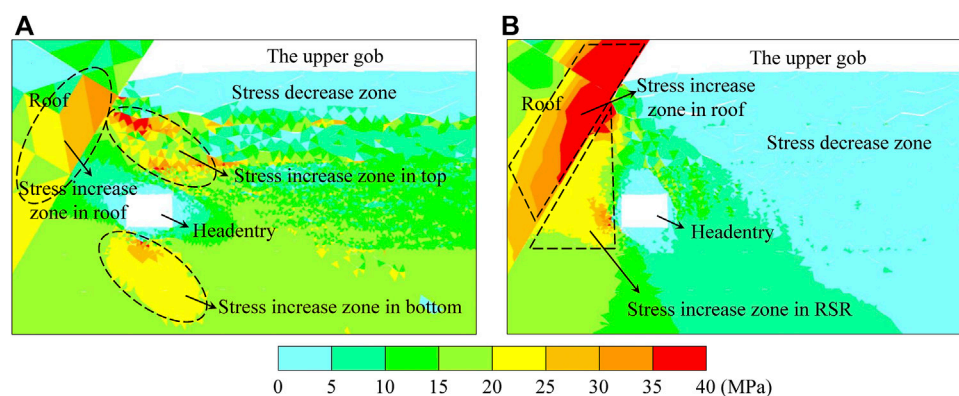 A
The upper gob
Roof
Stress decrease zone
Stress increase zone in top
Stress increase
zone in roof
Headentry
Stress increase zone in bottom
B
The upper gob
Roof
Stress increase
zone in roof
Stress decrease zone
Headentry
Stress increase zone in RSR
0 5 10 15 20 25 30 35 40 (MPa)